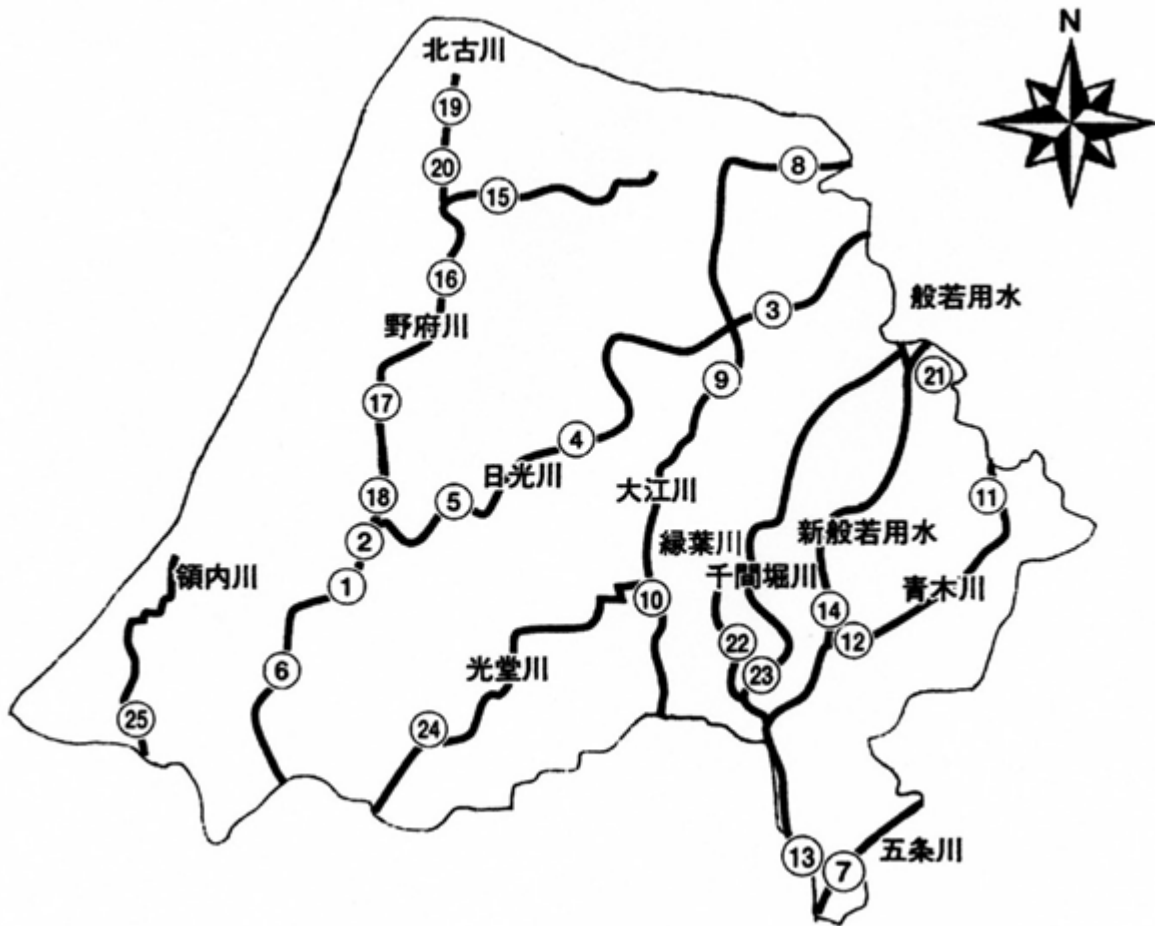 N
北古川
⑲
⑳
⑮
⑧
⑯
③
般若用水
野府川
㉑
⑨
⑰
④
日光川
⑱
⑤
大江川
⑪
緑葉川
新般若用水
②
千間堀川
領内川
①
青木川
⑩
⑭
⑫
㉒
⑥
光堂川
㉓
㉕
㉔
⑬
⑦
五条川